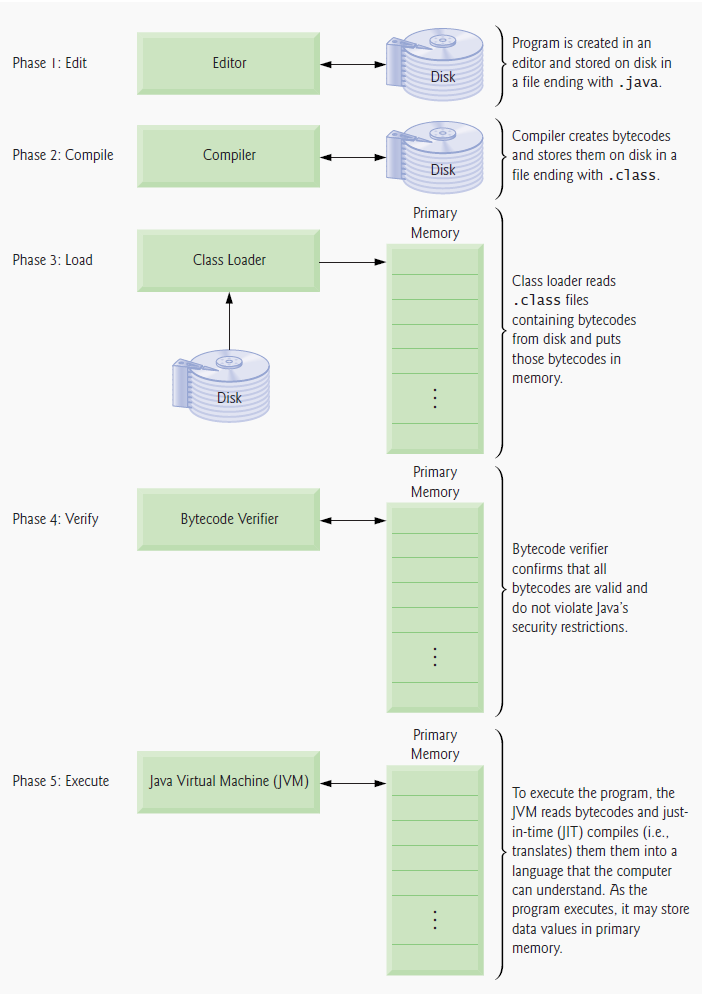 Phase 1: Edit
Editor
Disk
Program is created in an
editor and stored on disk in
a file ending with .java.
Phase 2: Compile
Compiler
Disk
Compiler creates bytecodes
and stores them on disk in a
file ending with .class.
Phase 3: Load
Class Loader
Disk
Primary
Memory
Class loader reads
.class files
containing bytecodes
from disk and puts
those bytecodes in
memory.
Phase 4: Verify
Bytecode Verifier
Primary
Memory
Bytecode verifier
confirms that all
bytecodes are valid and
do not violate Java’s
security restrictions.
Phase 5: Execute
Java Virtual Machine (JVM)
Primary
Memory
To execute the program, the
JVM reads bytecodes and just-
in-time (JIT) compiles (i.e.,
translates) them them into a
language that the computer
can understand. As the
program executes, it may store
data values in primary
memory.